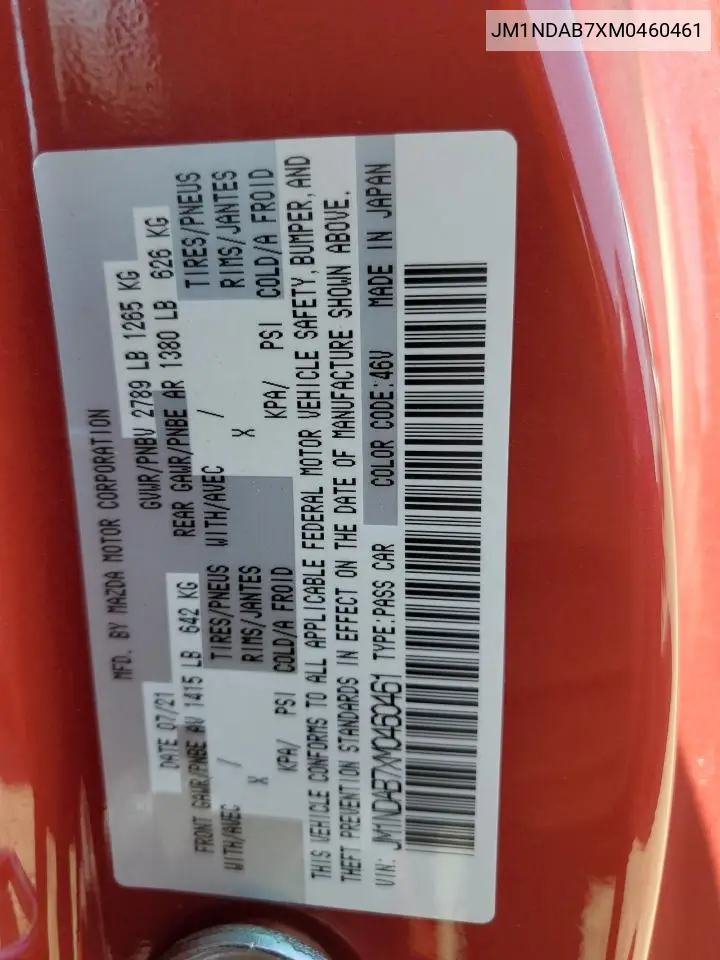 JM1NDAB7XM0460461
MFD. BY MAZDA MOTOR CORPORATION
DATE 07/21 GVWR/PNBV 2789 LB 1265 KG
FRONT GAWR/PNBE AV 1415 LB 642 KG REAR GAWR/PNBE AR 1380 LB 626 KG
WITH/AVEC / TIRES/PNEUS WITH/AVEC / TIRES/PNEUS
X RIMS/JANTES X RIMS/JANTES
KPA/ PSI COLD/A FROID KPA/ PSI COLD/A FROID
THIS VEHICLE CONFORMS TO ALL APPLICABLE FEDERAL MOTOR VEHICLE SAFETY, BUMPER, AND
THEFT PREVENTION STANDARDS IN EFFECT ON THE DATE OF MANUFACTURE SHOWN ABOVE.
VIN: JM1NDAB7XM0460461 TYPE: PASS CAR COLOR CODE: 46V MADE IN JAPAN